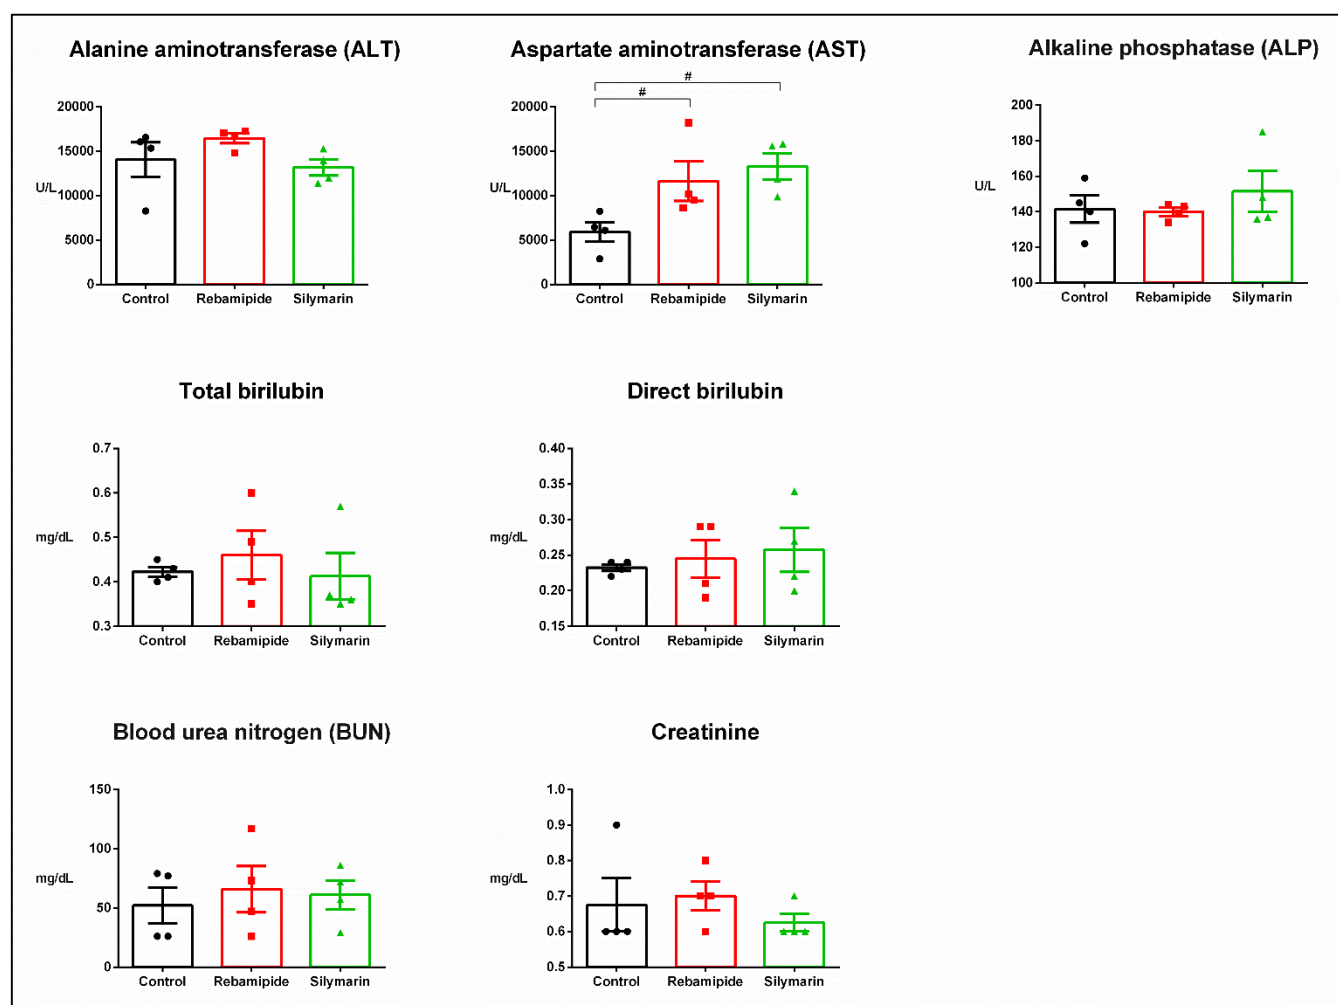 Alanine aminotransferase (ALT)
Aspartate aminotransferase (AST)
Alkaline phosphatase (ALP)
20000
15000
U/L
10000
5000
0
Control
Rebamipide
Silymarin
#
#
20000
15000
U/L
10000
5000
0
Control
Rebamipide
Silymarin
200
180
U/L
160
140
120
100
Control
Rebamipide
Silymarin
Total birilubin
Direct birilubin
0.7
0.6
mg/dL
0.5
0.4
0.3
Control
Rebamipide
Silymarin
0.40
0.35
mg/dL
0.30
0.25
0.20
0.15
Control
Rebamipide
Silymarin
Blood urea nitrogen (BUN)
Creatinine
150
100
mg/dL
50
0
Control
Rebamipide
Silymarin
1.0
0.9
0.8
mg/dL
0.7
0.6
0.5
Control
Rebamipide
Silymarin